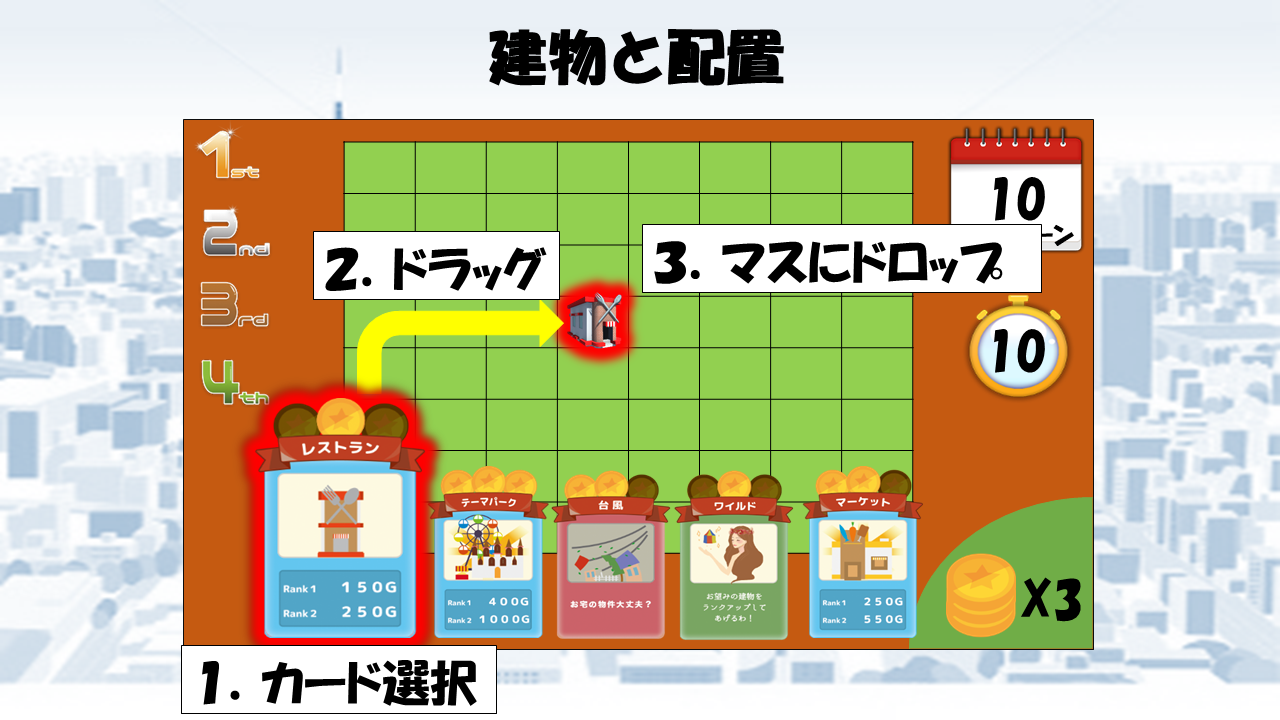 建物と配置
1st
2nd
3rd
4th
10
ーン
2. ドラッグ
3. マスにドロップ
10
レストラン
Rank 1 150G
Rank 2 250G
テーマパーク
Rank 1 400G
Rank 2 1000G
台風
お宅の物件大丈夫？
ワイルド
お望みの建物を
ランクアップして
あげるわ！
マーケット
Rank 1 250G
Rank 2 550G
X3
1. カード選択